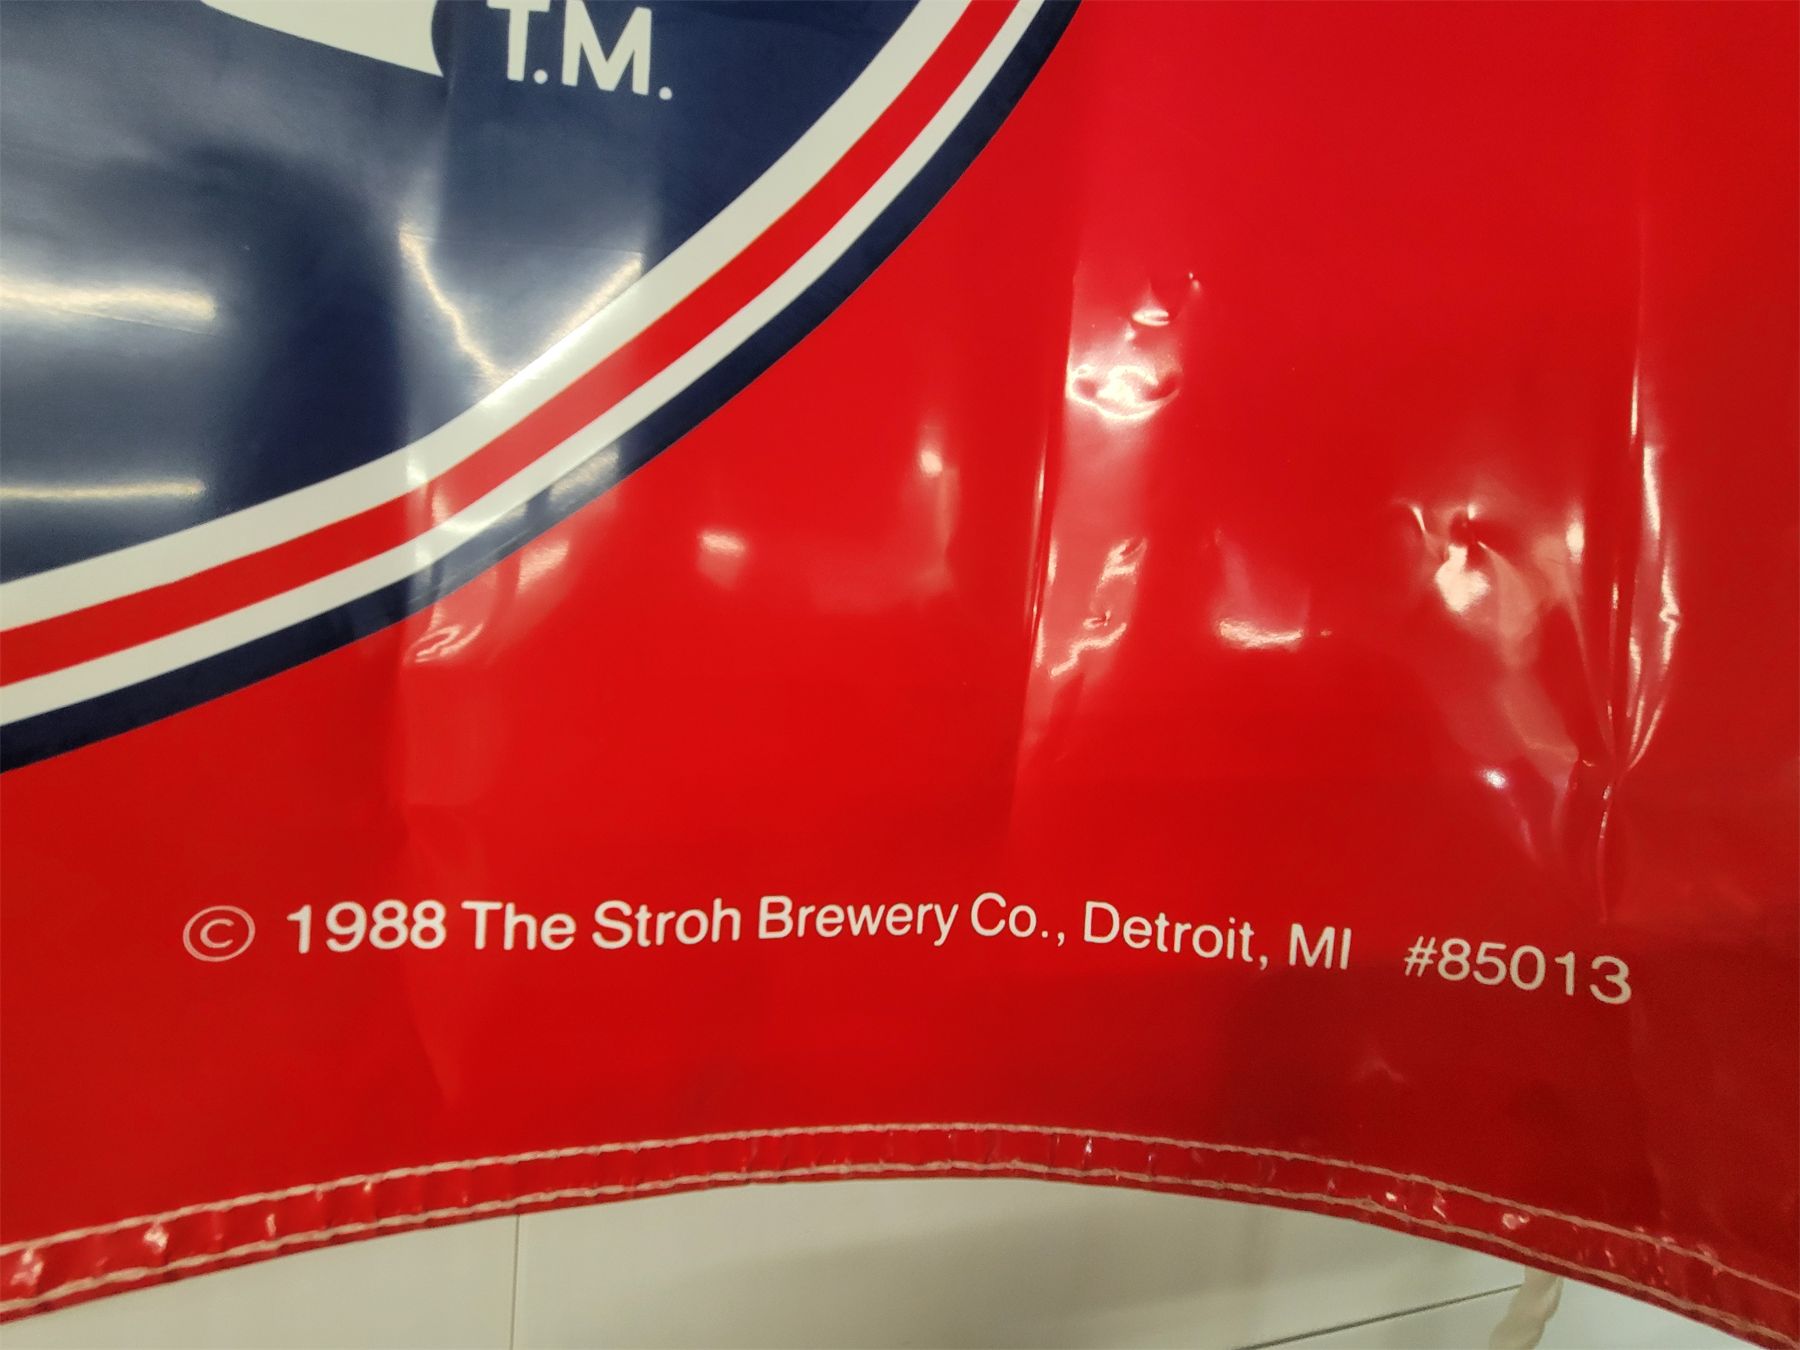 T.M.
© 1988 The Stroh Brewery Co., Detroit, MI #85013